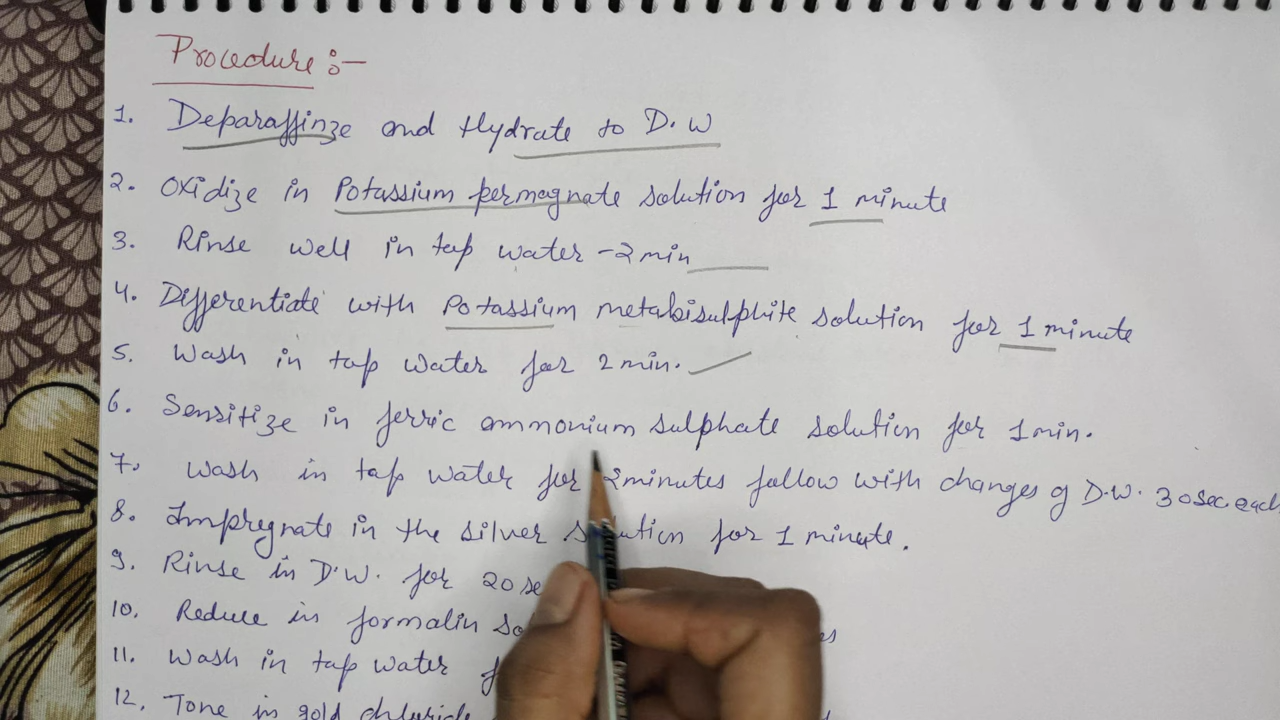 Procedure :-
1. Deparaffinze and Hydrate to D.W
2. Oxidize in Potassium permagnate solution for 1 minute
3. Rinse well in tap water - 2 min
4. Differentiate with Potassium metabisulphite solution for 1 minute
5. Wash in tap water for 2 min.
6. Sensitize in ferric ammonium sulphate solution for 1 min.
7. Wash in tap water for 2 minutes follow with changes of D.W. 30 sec. each
8. Impregnate in the silver solution for 1 minute.
9. Rinse in D.W. for 20 se
10. Reduce in formalin
11. Wash in tap water
12. Tone in gold chloride